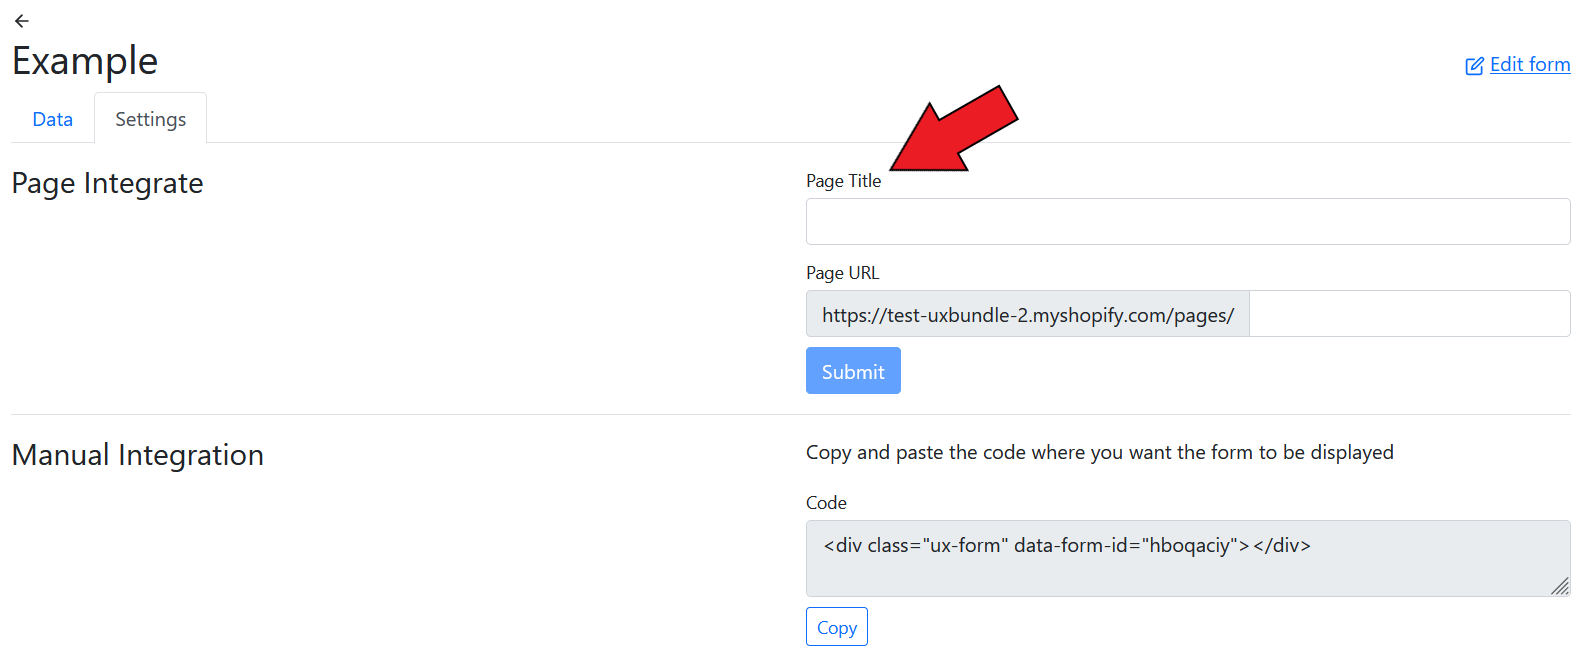 Example
Edit form
Data
Settings
Page Integrate
Page Title
Page URL
https://test-uxbundle-2.myshopify.com/pages/
Submit
Manual Integration
Copy and paste the code where you want the form to be displayed
Code
<div class="ux-form" data-form-id="hboqaciy"></div>
Copy